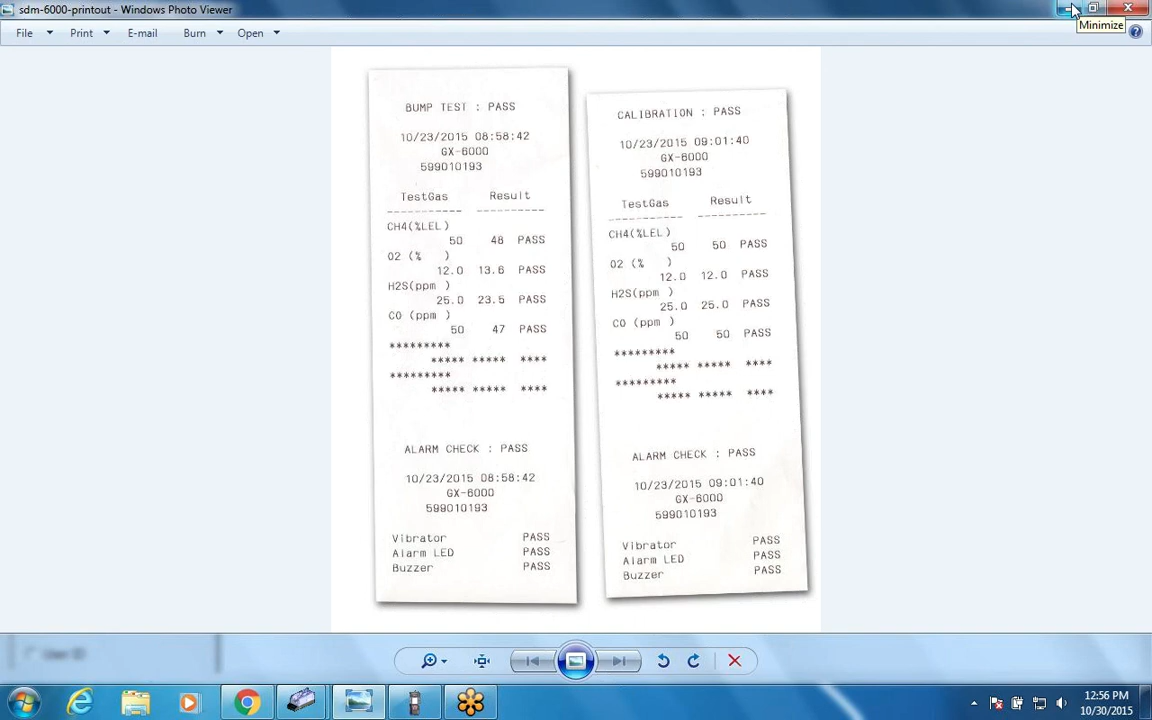 sdm-6000-printout - Windows Photo Viewer
Minimize
File Print E-mail Burn Open
BUMP TEST : PASS
10/23/2015 08:58:42
GX-6000
599010193
TestGas Result
----------- ----------
CH4(%LEL)
50 48 PASS
O2 (% )
12.0 13.6 PASS
H2S(ppm )
25.0 23.5 PASS
CO (ppm )
50 47 PASS
*********
***** ***** ****
*********
***** ***** ****
ALARM CHECK : PASS
10/23/2015 08:58:42
GX-6000
599010193
Vibrator PASS
Alarm LED PASS
Buzzer PASS
CALIBRATION : PASS
10/23/2015 09:01:40
GX-6000
599010193
TestGas Result
----------- ----------
CH4(%LEL)
50 50 PASS
O2 (% )
12.0 12.0 PASS
H2S(ppm )
25.0 25.0 PASS
CO (ppm )
50 50 PASS
*********
***** ***** ****
*********
***** ***** ****
ALARM CHECK : PASS
10/23/2015 09:01:40
GX-6000
599010193
Vibrator PASS
Alarm LED PASS
Buzzer PASS
User ID
12:56 PM
10/30/2015